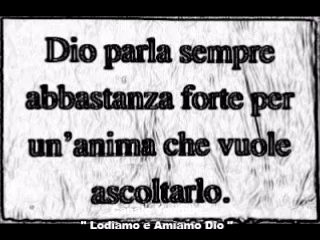 Dio parla sempre
abbastanza forte per
un'anima che vuole
ascoltarlo.
" Lodiamo e Amiamo Dio "